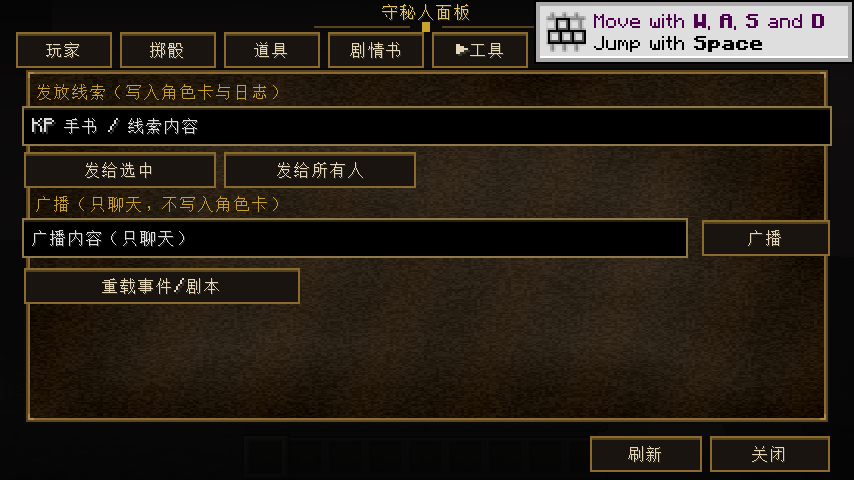 守秘人面板
Move with W, A, S and D
Jump with Space
玩家 掷骰 道具 剧情书 ▶工具
发放线索（写入角色卡与日志）
KP 手书 / 线索内容
发给选中 发给所有人
广播（只聊天，不写入角色卡）
广播内容（只聊天） 广播
重载事件/剧本
刷新 关闭